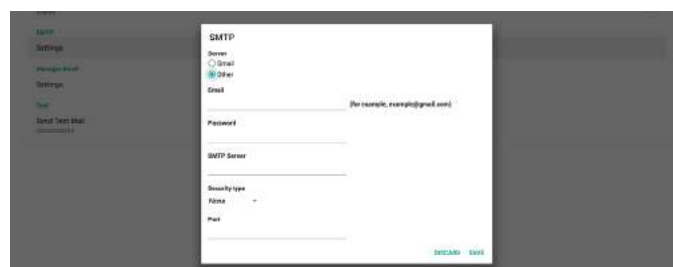 SMTP
Settings
Manager Email
Settings
Test
Send Test Mail
SMTP
Server
Gmail
Other
Email
(for example, example@gmail.com)
Password
SMTP Server
Security type
None
Port
DISCARD SAVE